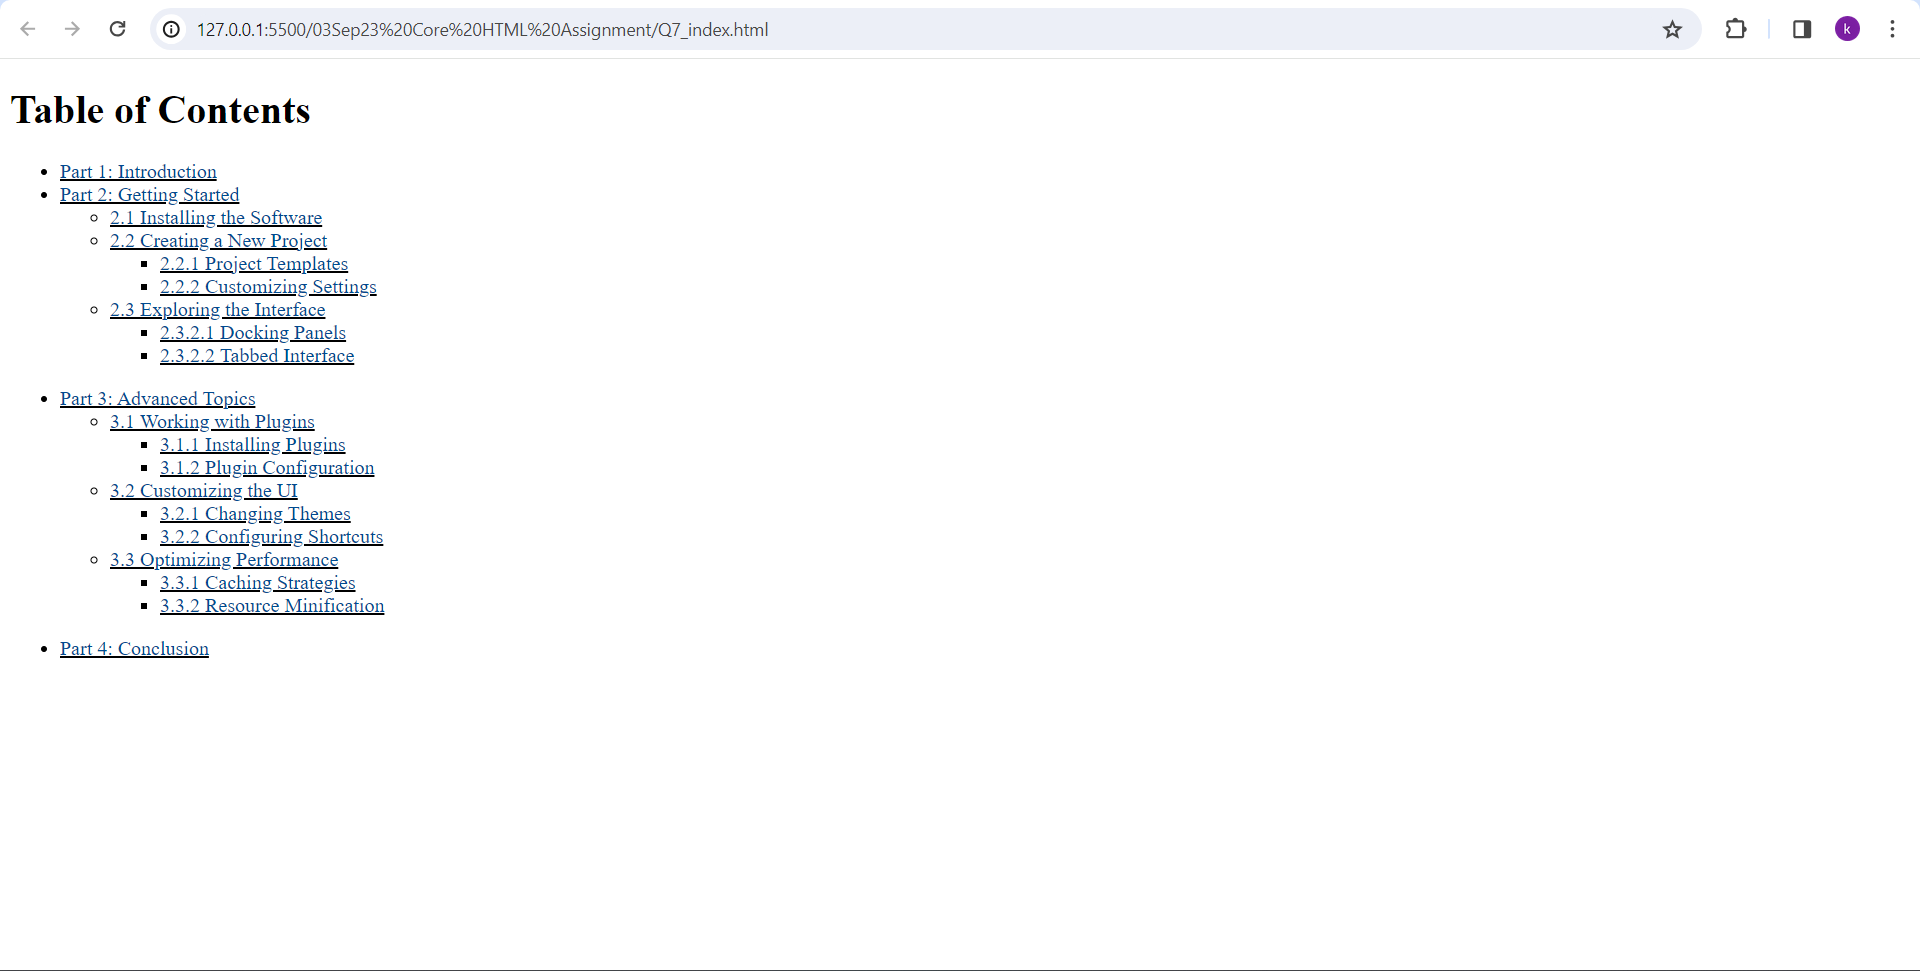 127.0.0.1:5500/03Sep23%20Core%20HTML%20Assignment/Q7_index.html
k
Table of Contents
Part 1: Introduction
Part 2: Getting Started
2.1 Installing the Software
2.2 Creating a New Project
2.2.1 Project Templates
2.2.2 Customizing Settings
2.3 Exploring the Interface
2.3.2.1 Docking Panels
2.3.2.2 Tabbed Interface
Part 3: Advanced Topics
3.1 Working with Plugins
3.1.1 Installing Plugins
3.1.2 Plugin Configuration
3.2 Customizing the UI
3.2.1 Changing Themes
3.2.2 Configuring Shortcuts
3.3 Optimizing Performance
3.3.1 Caching Strategies
3.3.2 Resource Minification
Part 4: Conclusion